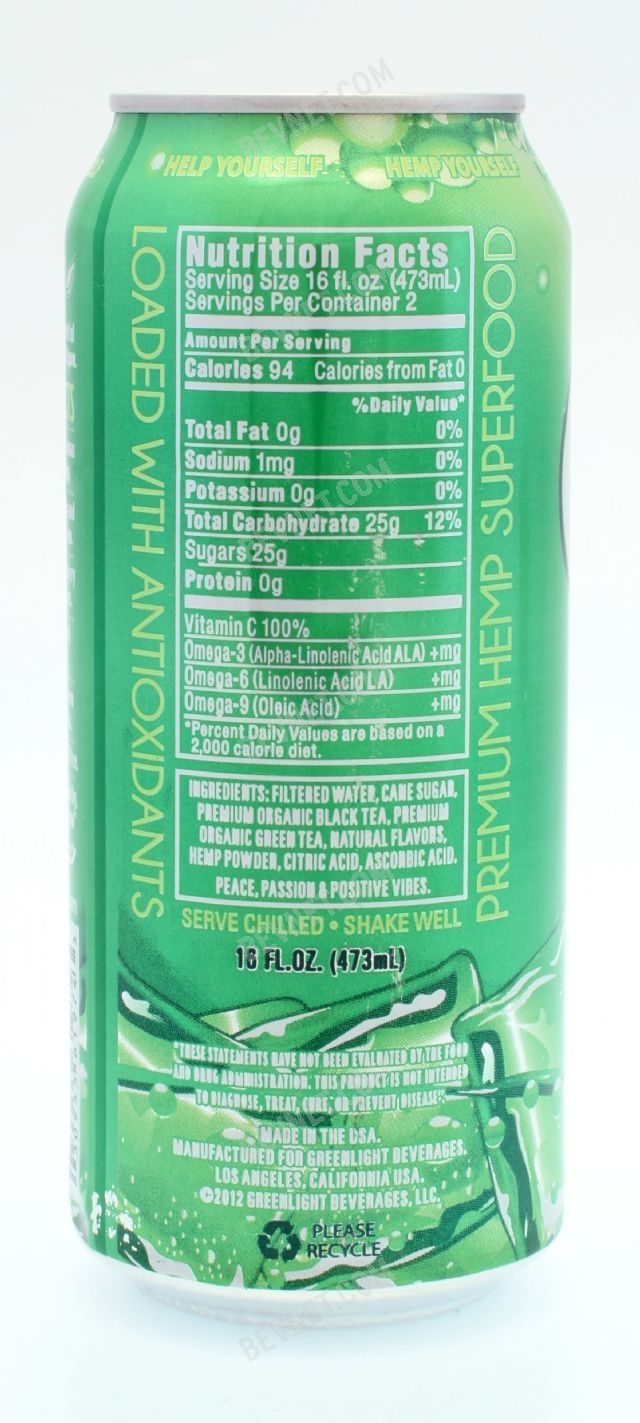 HELP YOURSELF
HEMP YOURSELF
LOADED WITH ANTIOXIDANTS
Nutrition Facts
Serving Size 16 fl. oz. (473mL)
Servings Per Container 2
Amount Per Serving
Calories 94 Calories from Fat 0
%Daily Value*
Total Fat 0g 0%
Sodium 1mg 0%
Potassium 0g 0%
Total Carbohydrate 25g 12%
Sugars 25g
Protein 0g
Vitamin C 100%
Omega-3 (Alpha-Linolenic Acid ALA) +mg
Omega-6 (Linolenic Acid LA) +mg
Omega-9 (Oleic Acid) +mg
*Percent Daily Values are based on a
2,000 calorie diet.
INGREDIENTS: FILTERED WATER, CANE SUGAR,
PREMIUM ORGANIC BLACK TEA, PREMIUM
ORGANIC GREEN TEA, NATURAL FLAVORS,
HEMP POWDER, CITRIC ACID, ASCORBIC ACID.
PEACE, PASSION & POSITIVE VIBES.
PREMIUM HEMP SUPERFOOD
SERVE CHILLED • SHAKE WELL
16 FL.OZ. (473mL)
*THESE STATEMENTS HAVE NOT BEEN EVALUATED BY THE FOOD
AND DRUG ADMINISTRATION. THIS PRODUCT IS NOT INTENDED
TO DIAGNOSE, TREAT, CURE OR PREVENT DISEASE*.
MADE IN THE USA.
MANUFACTURED FOR GREENLIGHT BEVERAGES.
LOS ANGELES, CALIFORNIA USA.
©2012 GREENLIGHT BEVERAGES, LLC.
PLEASE
RECYCLE
BEVNET.COM
BEVNET.COM
BEVNET.COM
BEVNET.COM